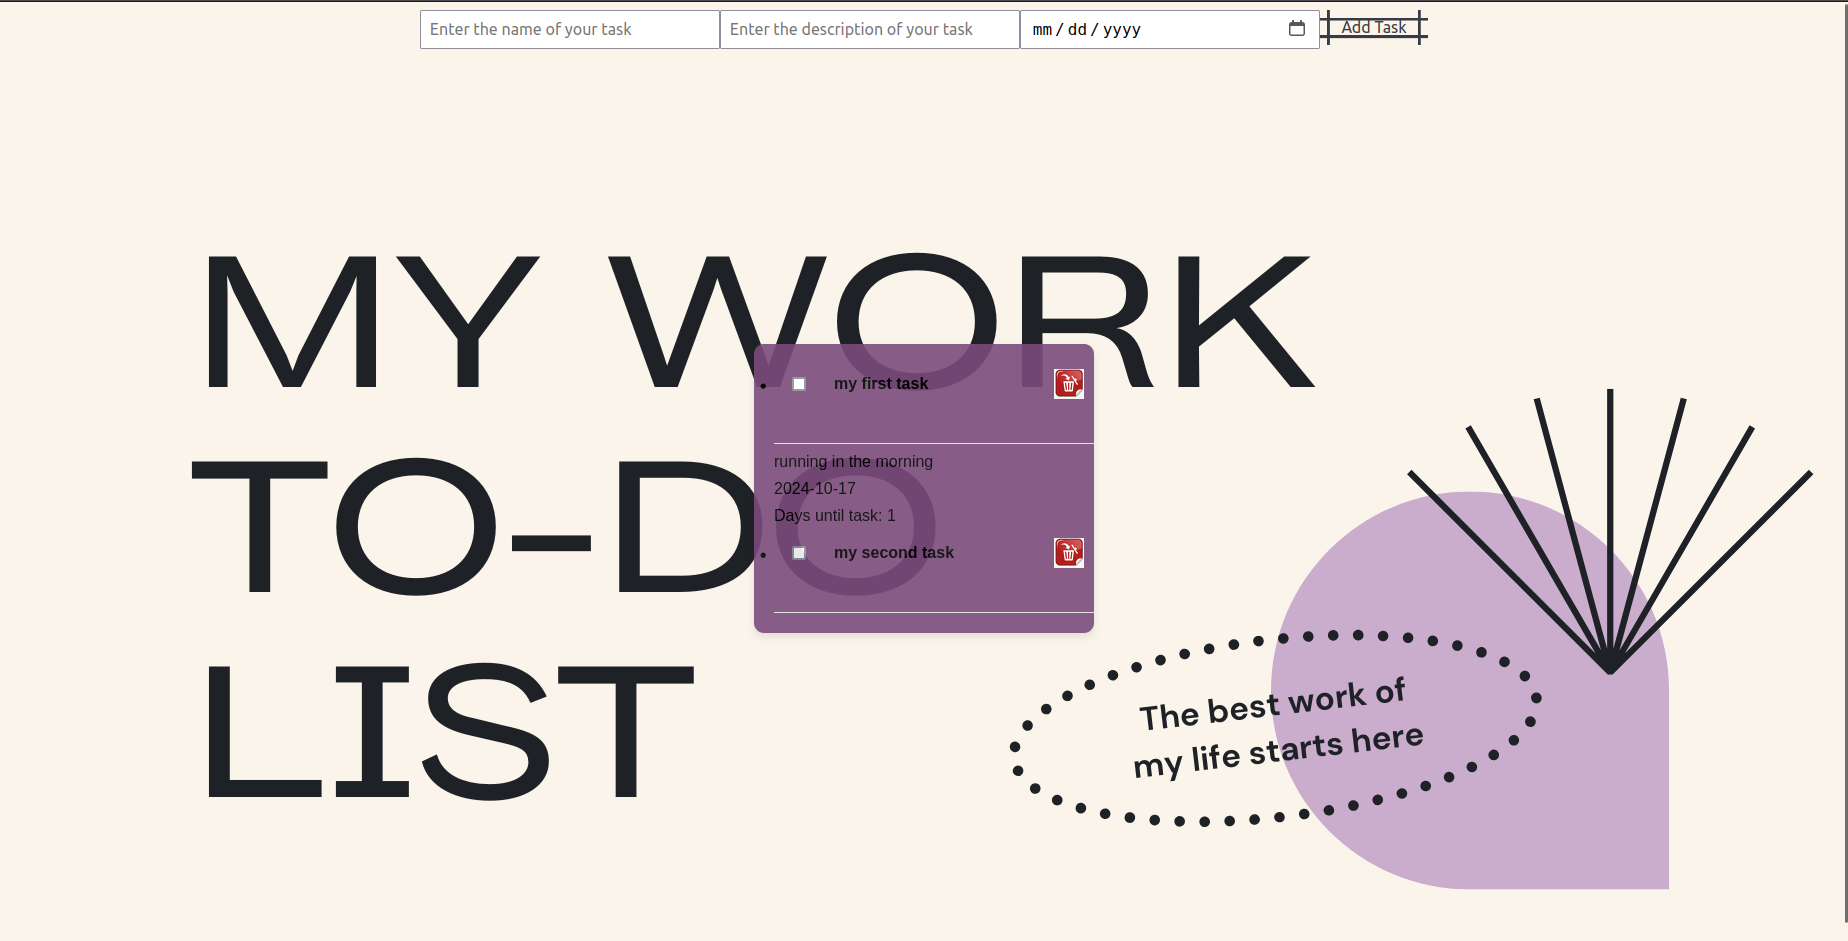 Enter the name of your task
Enter the description of your task
mm/dd/yyyy
Add Task
MY WORK
TO-DO
LIST
my first task
running in the morning
2024-10-17
Days until task: 1
my second task
The best work of
my life starts here